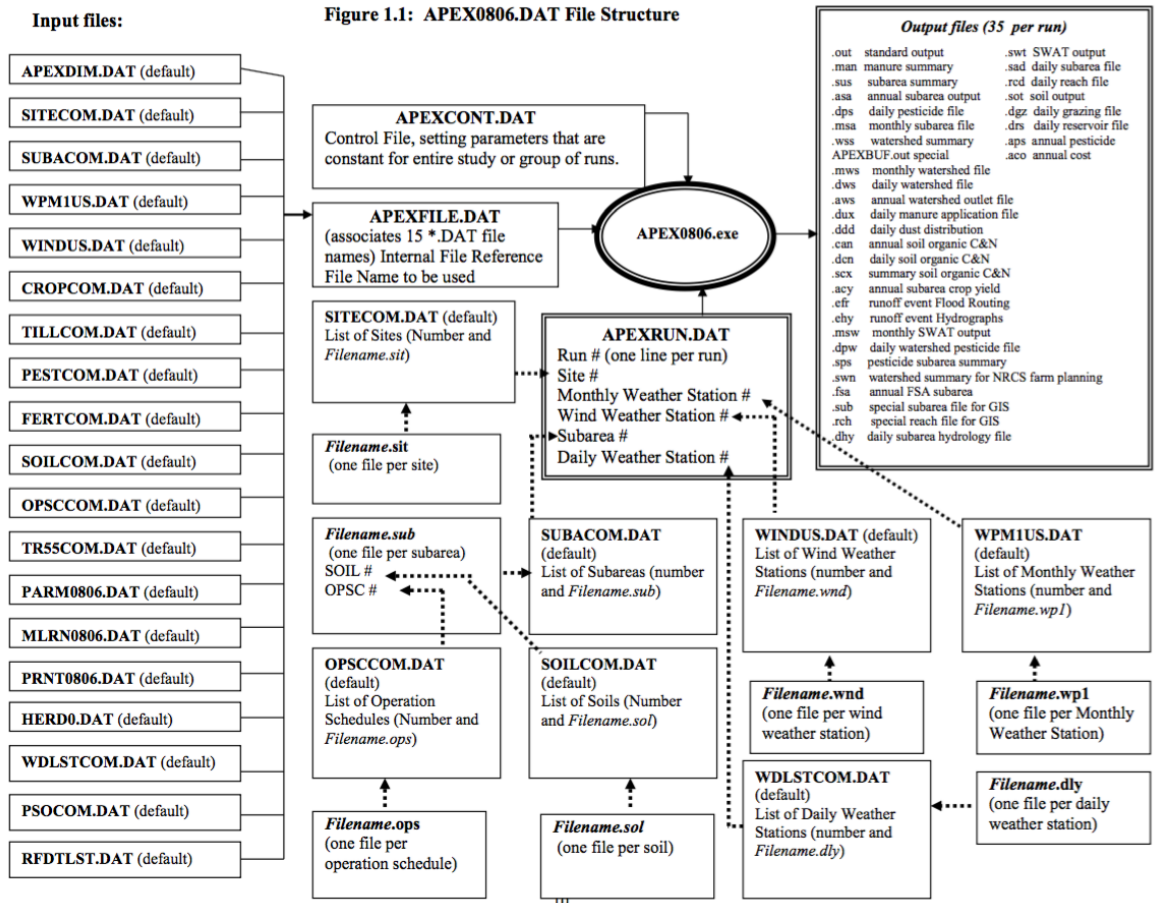 Figure 1.1: APEX0806.DAT File Structure
Input files:
APEXDIM.DAT (default)
SITECOM.DAT (default)
SUBACOM.DAT (default)
WPM1US.DAT (default)
WINDUS.DAT (default)
CROPCOM.DAT (default)
TILLCOM.DAT (default)
PESTCOM.DAT (default)
FERTCOM.DAT (default)
SOILCOM.DAT (default)
OPSCCOM.DAT (default)
TR55COM.DAT (default)
PARM0806.DAT (default)
MLRN0806.DAT (default)
PRNT0806.DAT (default)
HERD0.DAT (default)
WDLSTCOM.DAT (default)
PSOCOM.DAT (default)
RFDTLST.DAT (default)
APEXCONT.DAT
Control File, setting parameters that are
constant for entire study or group of runs.
APEXFILE.DAT
(associates 15 *.DAT file
names) Internal File Reference
File Name to be used
APEX0806.exe
Output files (35 per run)
.out standard output
.man manure summary
.sus subarea summary
.asa annual subarea output
.dps daily pesticide file
.msa monthly subarea file
.wss watershed summary
APEXBUF.out special
.mws monthly watershed file
.dws daily watershed file
.aws annual watershed outlet file
.dux daily manure application file
.ddd daily dust distribution
.can annual soil organic C&N
.dcn daily soil organic C&N
.scx summary soil organic C&N
.acy annual subarea crop yield
.efr runoff event Flood Routing
.ehy runoff event Hydrographs
.msw monthly SWAT output
.dpw daily watershed pesticide file
.sps pesticide subarea summary
.swn watershed summary for NRCS farm planning
.fsa annual FSA subarea
.sub special subarea file for GIS
.rch special reach file for GIS
.dhy daily subarea hydrology file
.swt SWAT output
.sad daily subarea file
.rcd daily reach file
.sot soil output
.dgz daily grazing file
.drs daily reservoir file
.aps annual pesticide
.aco annual cost
SITECOM.DAT (default)
List of Sites (Number and
Filename.sit)
APEXRUN.DAT
Run # (one line per run)
Site #
Monthly Weather Station #
Wind Weather Station #
Subarea #
Daily Weather Station #
Filename.sit
(one file per site)
Filename.sub
(one file per subarea)
SOIL #
OPSC #
SUBACOM.DAT
(default)
List of Subareas (number
and Filename.sub)
WINDUS.DAT (default)
List of Wind Weather
Stations (number and
Filename.wnd)
WPM1US.DAT
(default)
List of Monthly Weather
Stations (number and
Filename.wp1)
OPSCCOM.DAT
(default)
List of Operation
Schedules (Number and
Filename.ops)
SOILCOM.DAT
(default)
List of Soils (Number
and Filename.sol)
Filename.wnd
(one file per wind
weather station)
Filename.wp1
(one file per Monthly
Weather Station)
WDLSTCOM.DAT
(default)
List of Daily Weather
Stations (number and
Filename.dly)
Filename.dly
(one file per daily
weather station)
Filename.ops
(one file per
operation schedule)
Filename.sol
(one file per soil)